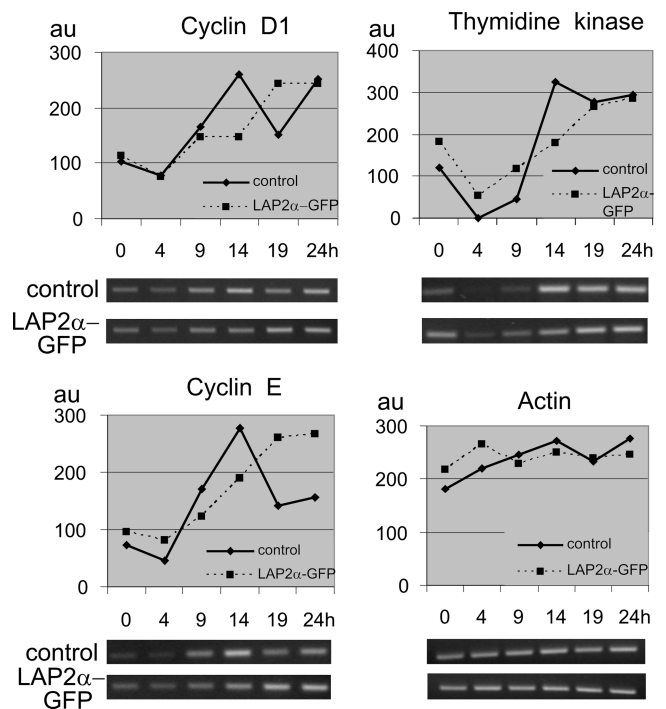 Cyclin D1
au
300
200
100
0
control
LAP2α–GFP
0 4 9 14 19 24h
control
LAP2α–
GFP
Thymidine kinase
au
400
300
200
100
0
control
LAP2α-
GFP
0 4 9 14 19 24h
Cyclin E
au
300
200
100
0
control
LAP2α-GFP
0 4 9 14 19 24h
control
LAP2α–
GFP
Actin
au
300
200
100
0
control
LAP2α-GFP
0 4 9 14 19 24h